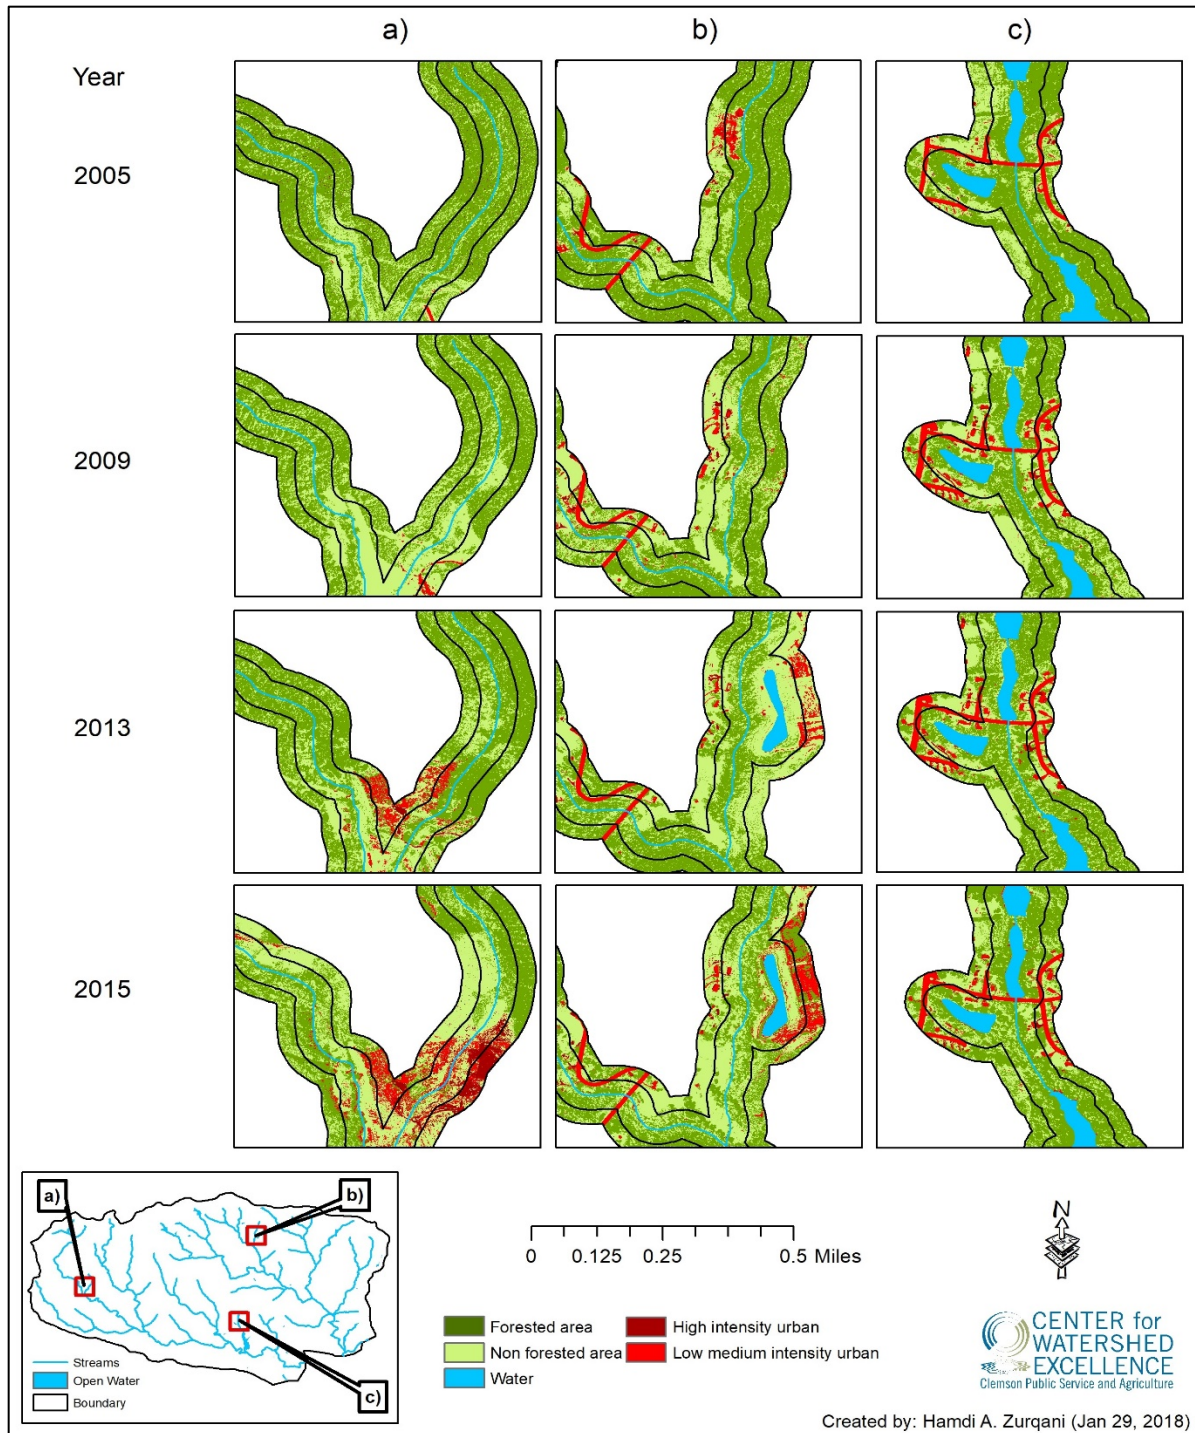 a) b) c)
Year
2005
2009
2013
2015
a)
b)
c)
Streams
Open Water
Boundary
0 0.125 0.25 0.5 Miles
N
Forested area
Non forested area
Water
High intensity urban
Low medium intensity urban
CENTER for
WATERSHED
EXCELLENCE
Clemson Public Service and Agriculture
Created by: Hamdi A. Zurqani (Jan 29, 2018)